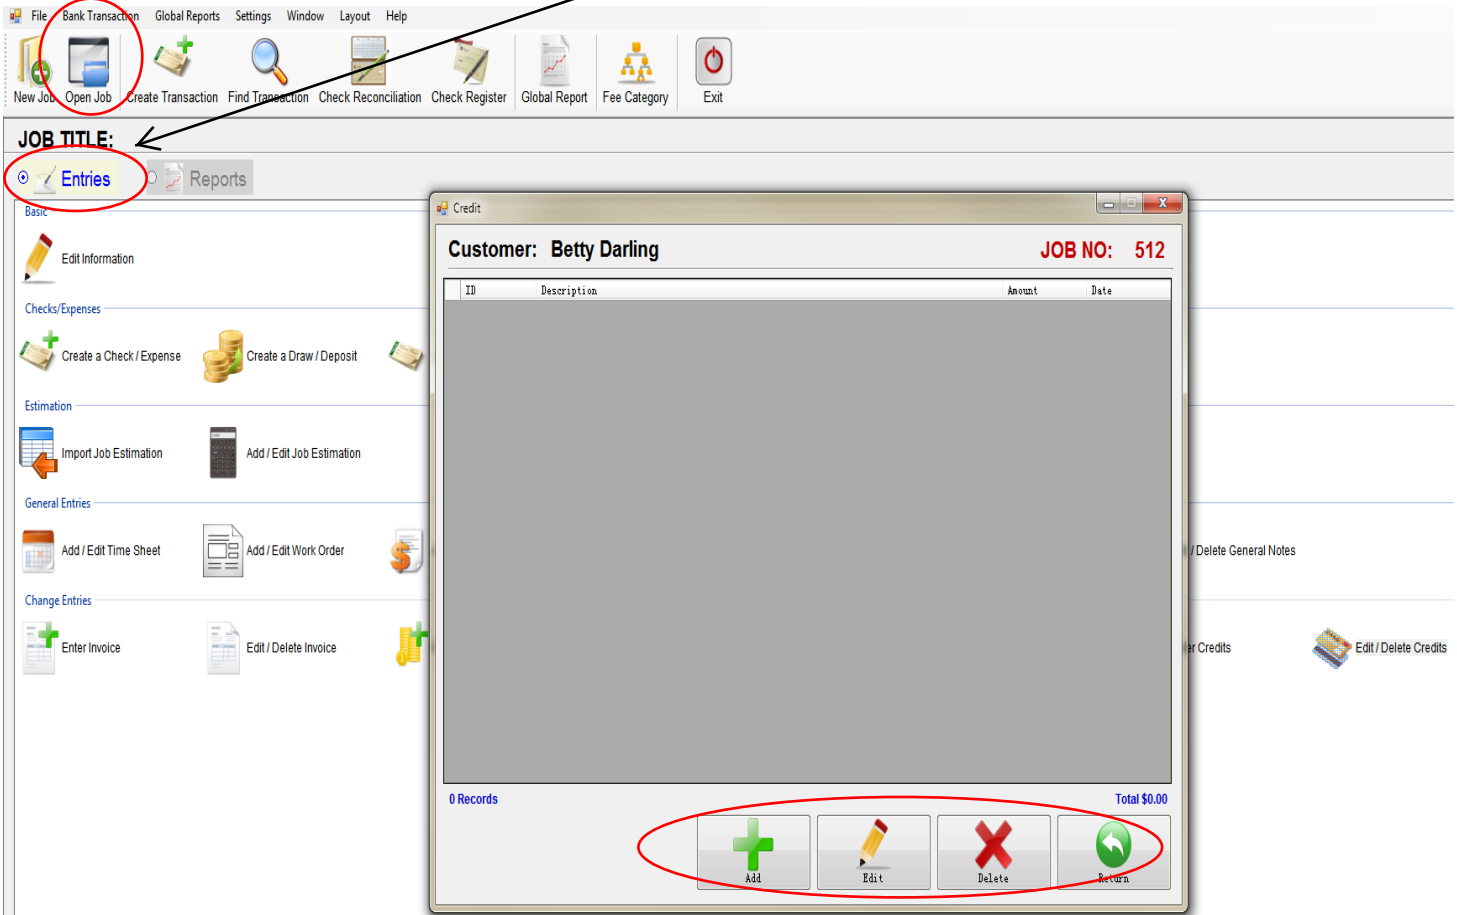 File Bank Transaction Global Reports Settings Window Layout Help
New Job Open Job Create Transaction Find Transaction Check Reconciliation Check Register Global Report Fee Category Exit
JOB TITLE:
Entries Reports
Basic
Edit Information
Checks/Expenses
Create a Check / Expense Create a Draw / Deposit
Estimation
Import Job Estimation Add / Edit Job Estimation
General Entries
Add / Edit Time Sheet Add / Edit Work Order / Delete General Notes
Change Entries
Enter Invoice Edit / Delete Invoice er Credits Edit / Delete Credits
Credit
Customer: Betty Darling JOB NO: 512
ID Description Amount Date
0 Records Total $0.00
Add Edit Delete Return